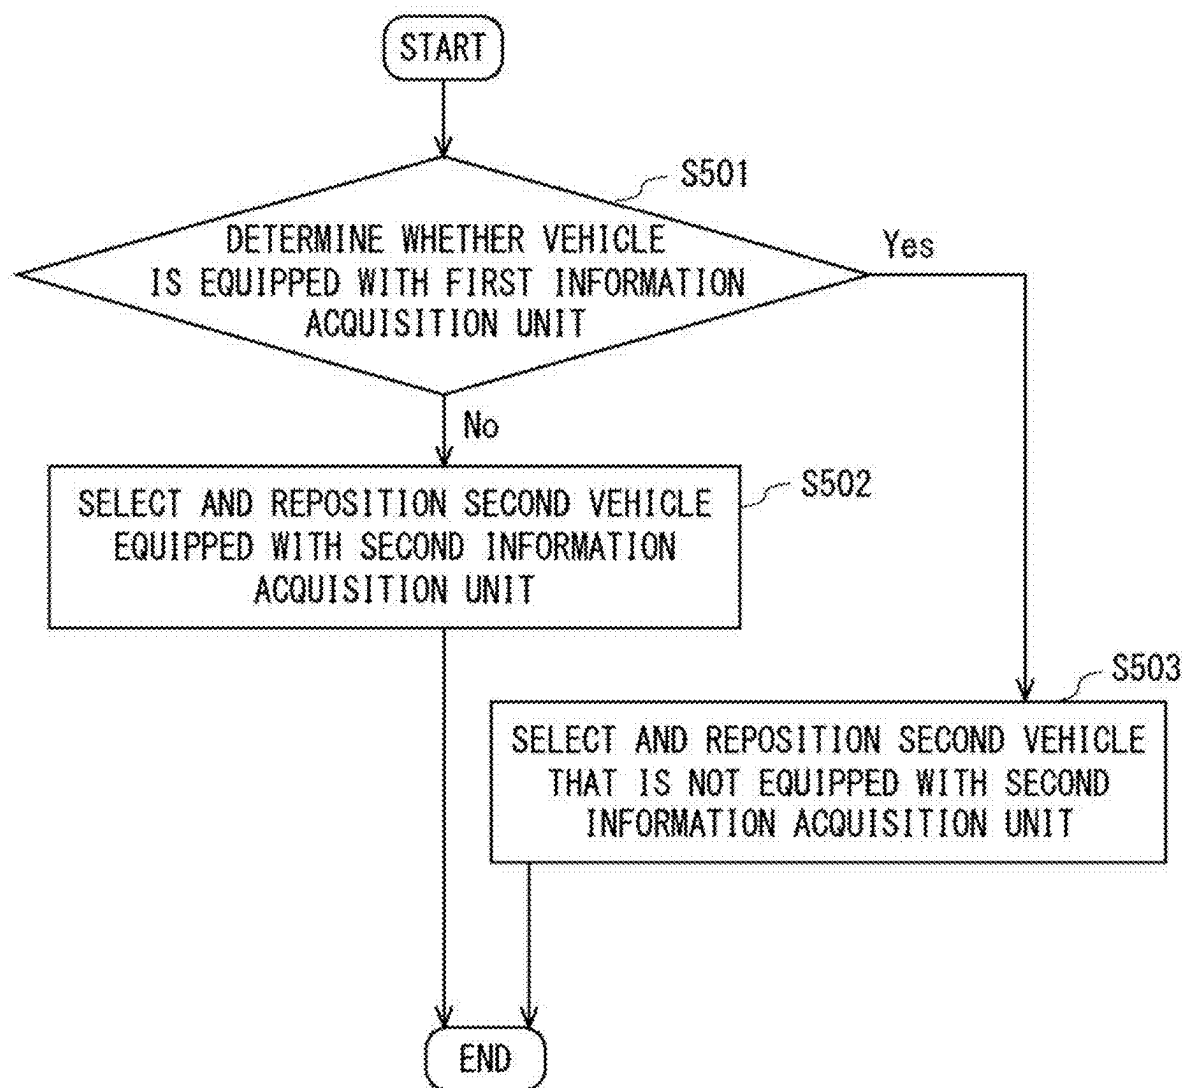 START
S501
DETERMINE WHETHER VEHICLE
IS EQUIPPED WITH FIRST INFORMATION
ACQUISITION UNIT
Yes
No
S502
SELECT AND REPOSITION SECOND VEHICLE
EQUIPPED WITH SECOND INFORMATION
ACQUISITION UNIT
S503
SELECT AND REPOSITION SECOND VEHICLE
THAT IS NOT EQUIPPED WITH SECOND
INFORMATION ACQUISITION UNIT
END